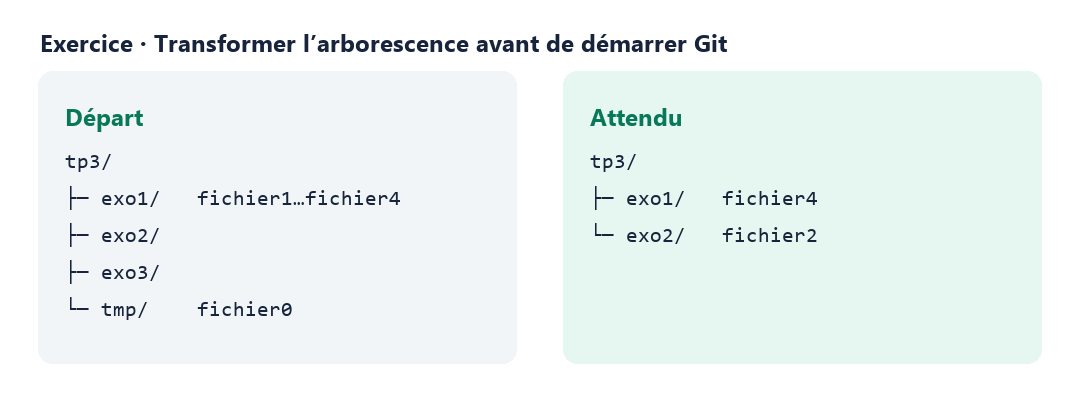 Exercice · Transformer l’arborescence avant de démarrer Git
Départ
tp3/
├─ exo1/   fichier1…fichier4
├─ exo2/
├─ exo3/
└─ tmp/    fichier0
Attendu
tp3/
├─ exo1/   fichier4
└─ exo2/   fichier2